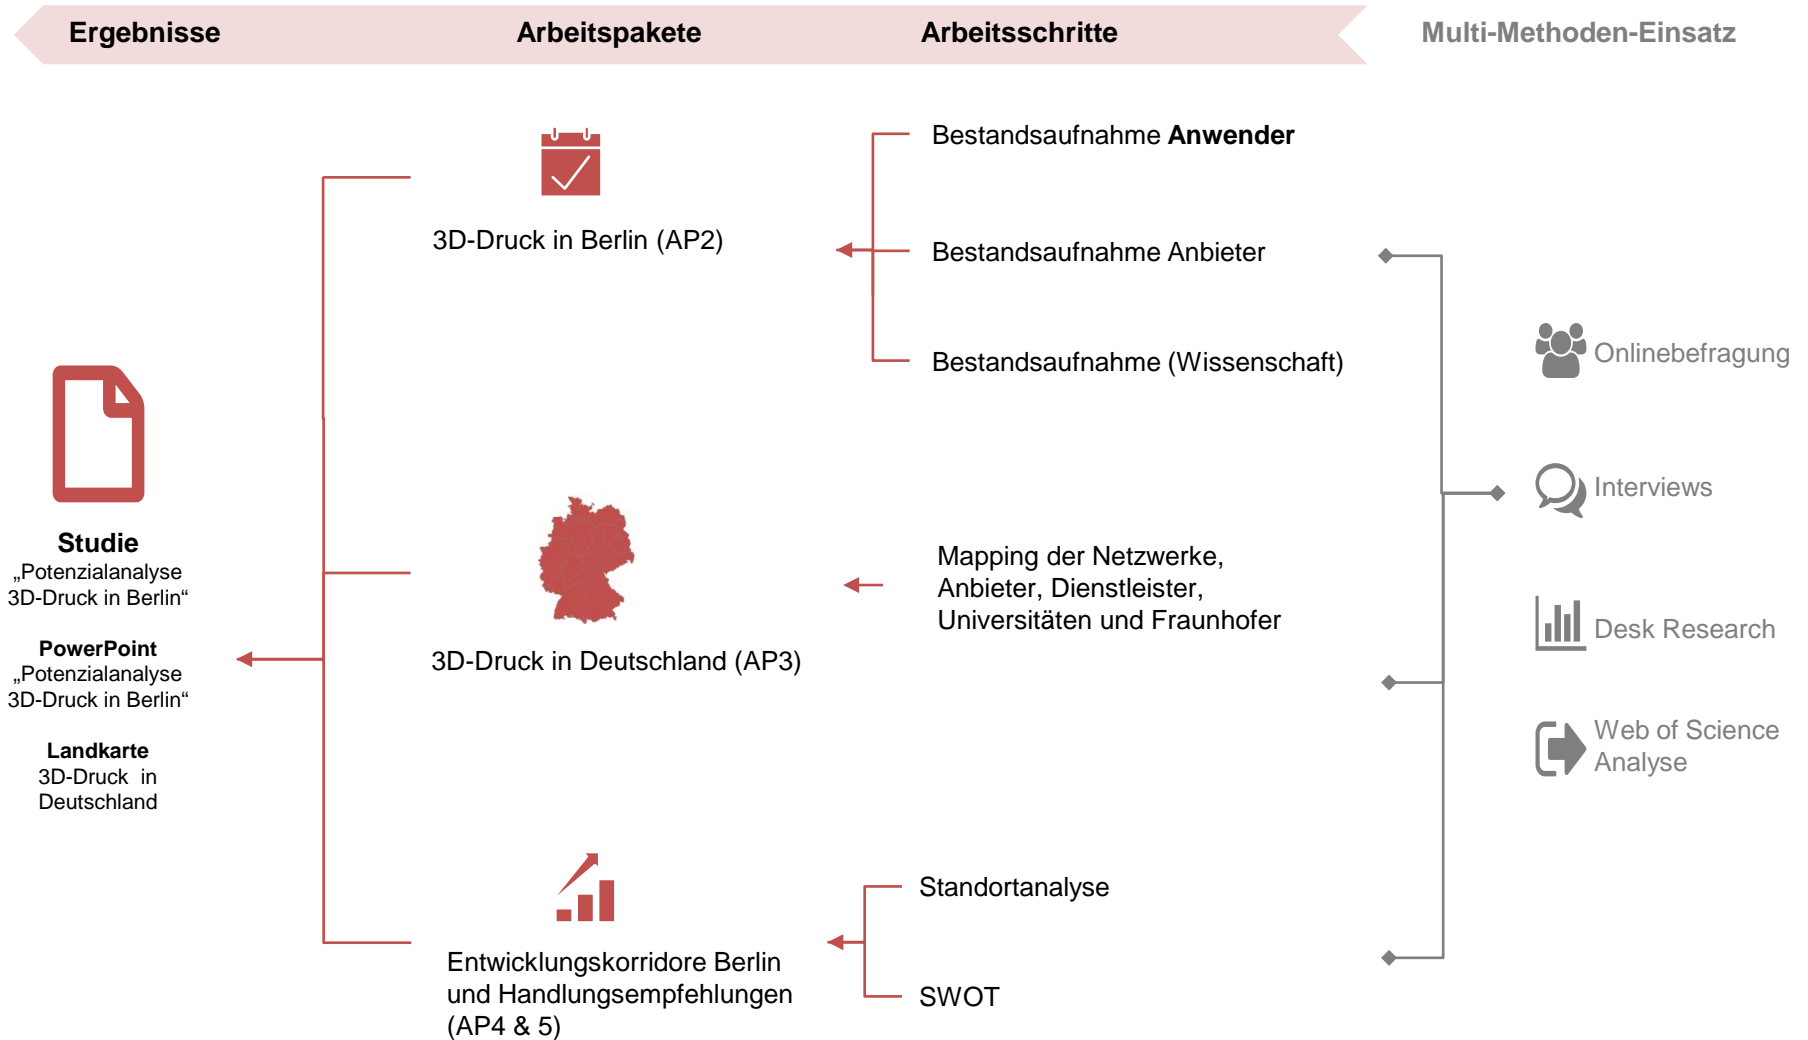 Ergebnisse
Arbeitspakete
Arbeitsschritte
Multi-Methoden-Einsatz
Studie
„Potenzialanalyse
3D-Druck in Berlin“
PowerPoint
„Potenzialanalyse
3D-Druck in Berlin“
Landkarte
3D-Druck in
Deutschland
3D-Druck in Berlin (AP2)
3D-Druck in Deutschland (AP3)
Entwicklungskorridore Berlin
und Handlungsempfehlungen
(AP4 & 5)
Bestandsaufnahme Anwender
Bestandsaufnahme Anbieter
Bestandsaufnahme (Wissenschaft)
Mapping der Netzwerke,
Anbieter, Dienstleister,
Universitäten und Fraunhofer
Standortanalyse
SWOT
Onlinebefragung
Interviews
Desk Research
Web of Science
Analyse